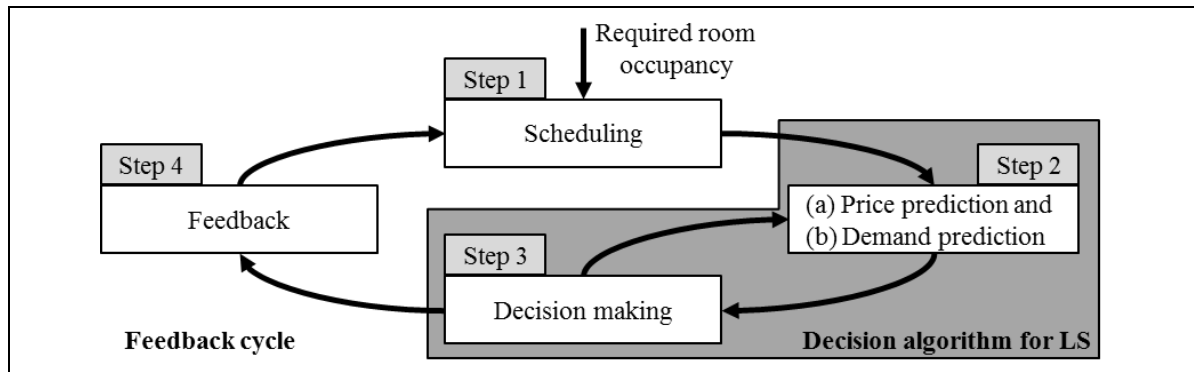 Required room
occupancy
Step 1
Scheduling
Step 4
Feedback
Step 2
(a) Price prediction and
(b) Demand prediction
Step 3
Decision making
Feedback cycle
Decision algorithm for LS